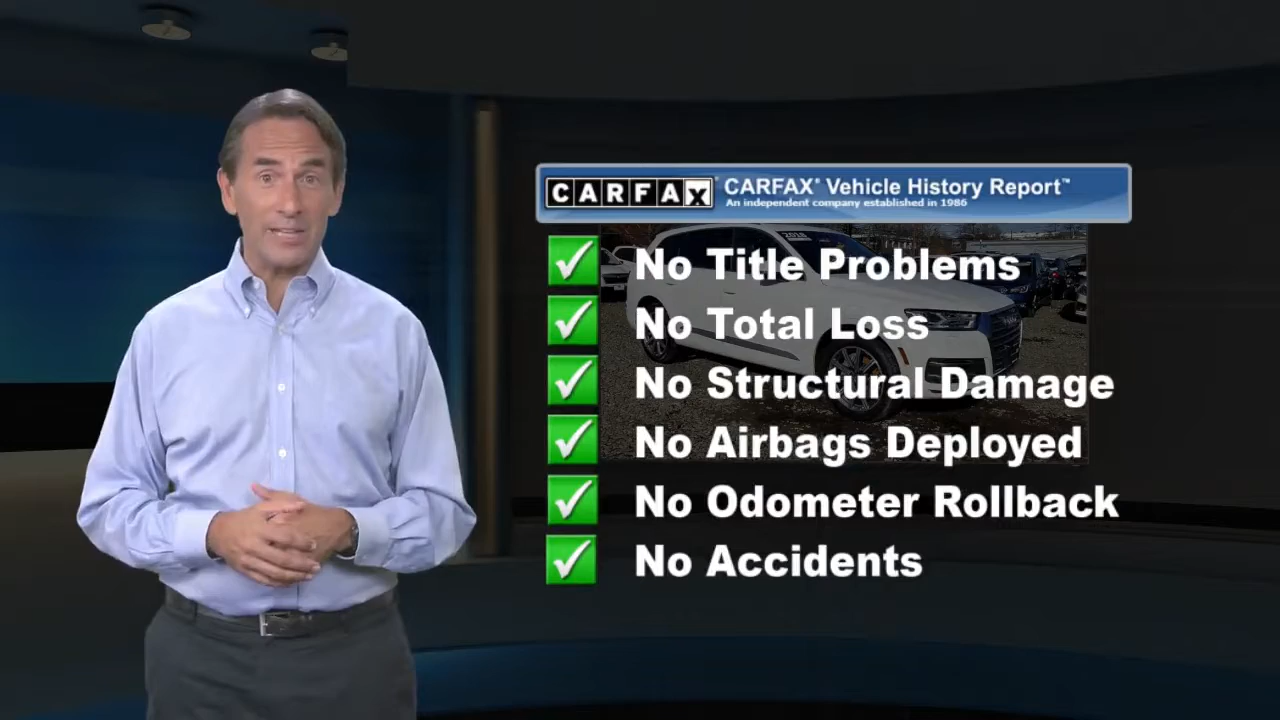 CARFAX CARFAX® Vehicle History Report™
An independent company established in 1986
No Title Problems
No Total Loss
No Structural Damage
No Airbags Deployed
No Odometer Rollback
No Accidents